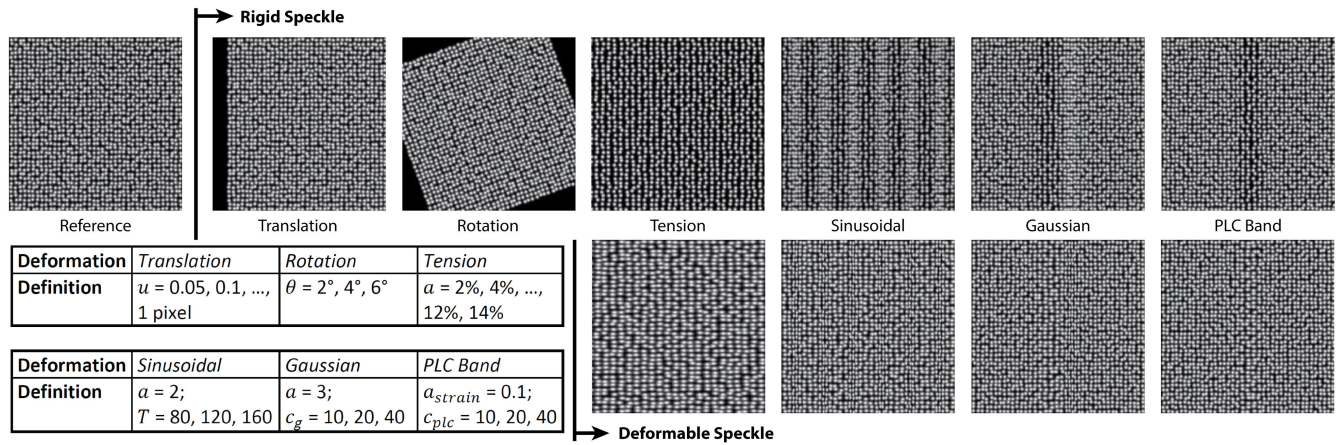 Rigid Speckle
Reference
Translation
Rotation
Tension
Sinusoidal
Gaussian
PLC Band
Deformation Translation Rotation Tension
Definition u = 0.05, 0.1, ..., θ = 2°, 4°, 6° a = 2%, 4%, ...,
1 pixel 12%, 14%
Deformation Sinusoidal Gaussian PLC Band
Definition a = 2; a = 3; a_strain = 0.1;
T = 80, 120, 160 c_g = 10, 20, 40 c_plc = 10, 20, 40
Deformable Speckle